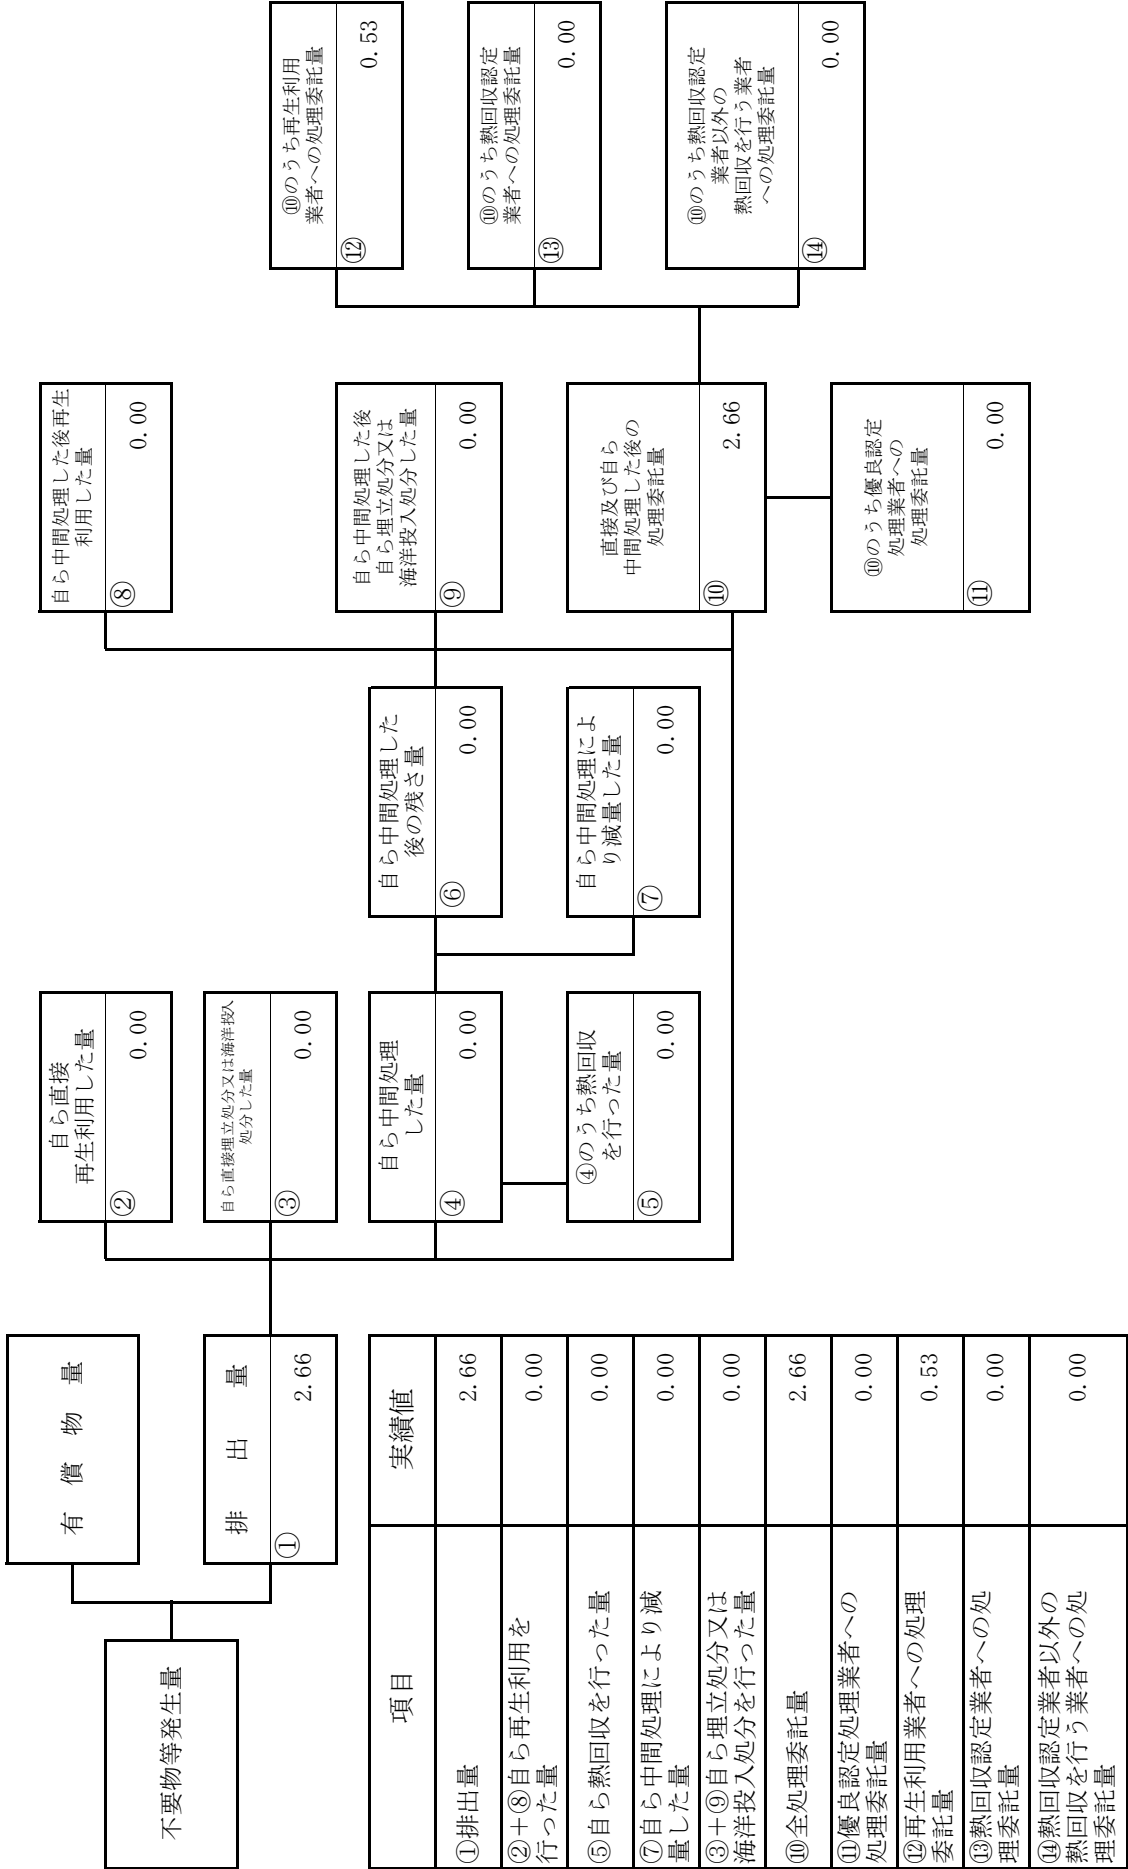 不要物等発生量
有償物量
排出量
①
2.66
自ら直接
再生利用した量
②
0.00
自ら直接埋立処分又は海洋投入
処分した量
③
0.00
自ら中間処理
した量
④
0.00
④のうち熱回収
を行った量
⑤
0.00
自ら中間処理した
後の残さ量
⑥
0.00
自ら中間処理によ
り減量した量
⑦
0.00
自ら中間処理した後再生
利用した量
⑧
0.00
自ら中間処理した後
自ら埋立処分又は
海洋投入処分した量
⑨
0.00
直接及び自ら
中間処理した後の
処理委託量
⑩
2.66
⑩のうち優良認定
処理業者への
処理委託量
⑪
0.00
⑩のうち再生利用
業者への処理委託量
⑫
0.53
⑩のうち熱回収認定
業者への処理委託量
⑬
0.00
⑩のうち熱回収認定
業者以外の
熱回収を行う業者
への処理委託量
⑭
0.00
項目 実績値
①排出量 2.66
②+⑧自ら再生利用を
行った量 0.00
⑤自ら熱回収を行った量 0.00
⑦自ら中間処理により減
量した量 0.00
③+⑨自ら埋立処分又は
海洋投入処分を行った量 0.00
⑩全処理委託量 2.66
⑪優良認定処理業者への
処理委託量 0.00
⑫再生利用業者への処理
委託量 0.53
⑬熱回収認定業者への処
理委託量 0.00
⑭熱回収認定業者以外の
熱回収を行う業者への処
理委託量 0.00